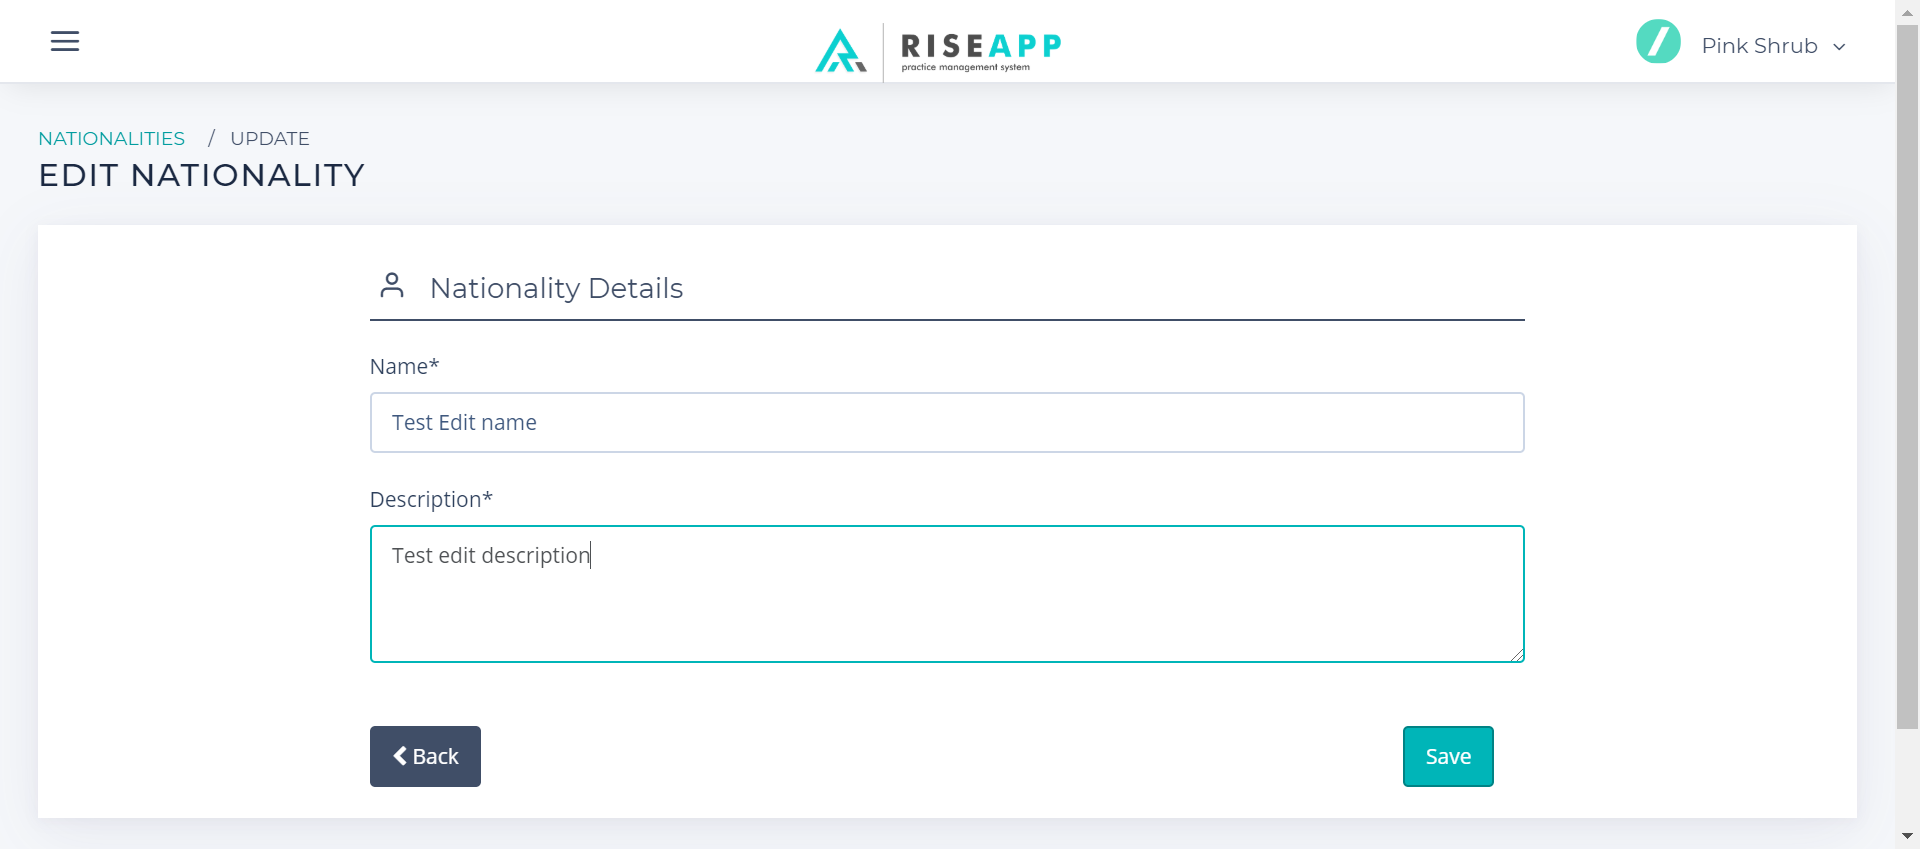 RISEAPP
practice management system
Pink Shrub
NATIONALITIES / UPDATE
EDIT NATIONALITY
Nationality Details
Name*
Test Edit name
Description*
Test edit description
Back
Save